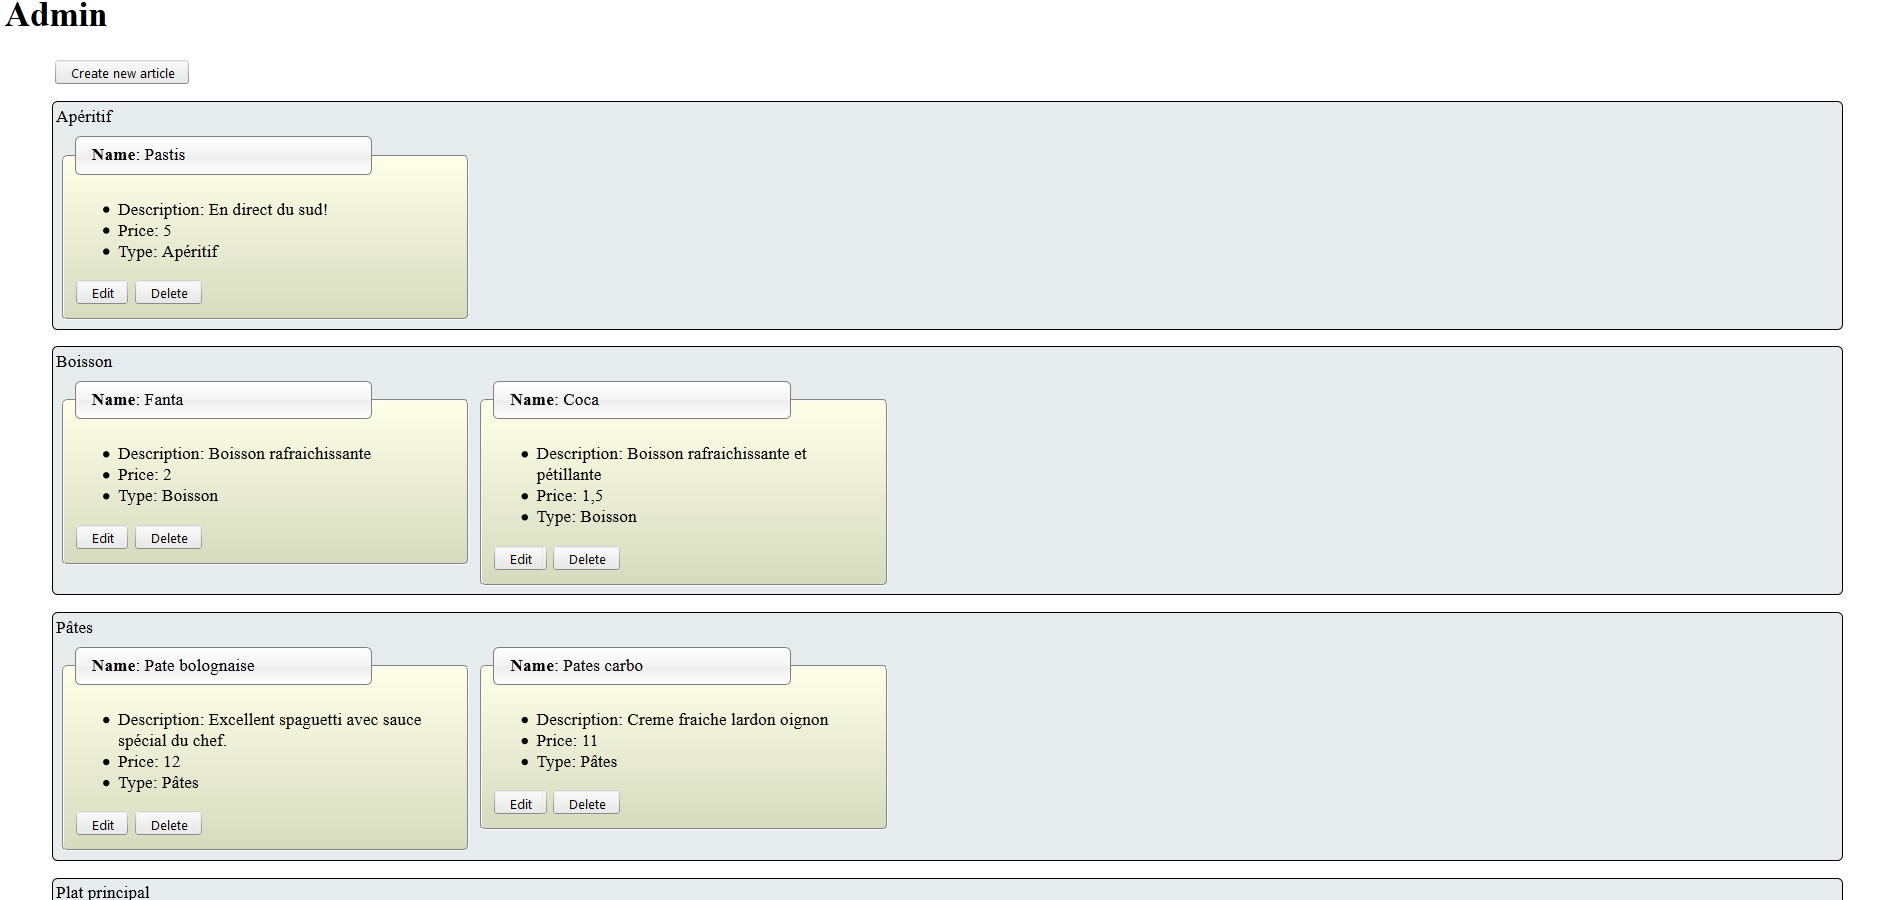 Admin
Create new article
Apéritif
Name: Pastis
Description: En direct du sud!
Price: 5
Type: Apéritif
Edit Delete
Boisson
Name: Fanta
Description: Boisson rafraichissante
Price: 2
Type: Boisson
Edit Delete
Name: Coca
Description: Boisson rafraichissante et
pétillante
Price: 1,5
Type: Boisson
Edit Delete
Pâtes
Name: Pate bolognaise
Description: Excellent spaguetti avec sauce
spécial du chef.
Price: 12
Type: Pâtes
Edit Delete
Name: Pates carbo
Description: Creme fraiche lardon oignon
Price: 11
Type: Pâtes
Edit Delete
Plat principal